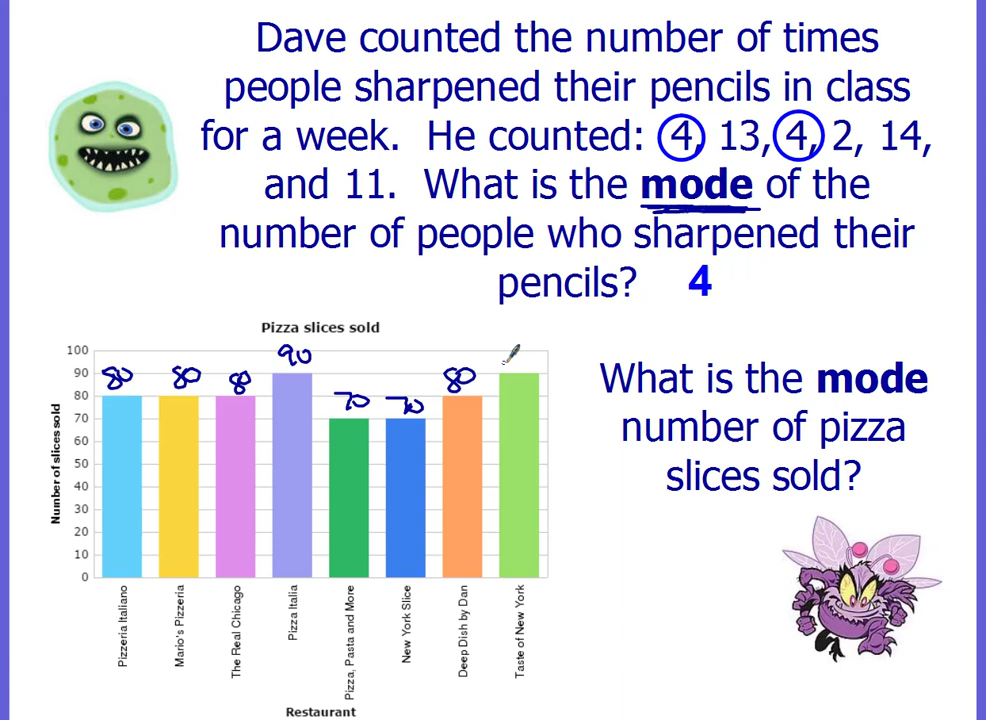 Dave counted the number of times
people sharpened their pencils in class
for a week. He counted: 4, 13, 4, 2, 14,
and 11. What is the mode of the
number of people who sharpened their
pencils? 4
Pizza slices sold
Number of slices sold
100
90
80
70
60
50
40
30
20
10
0
80
80
80
90
70
70
80
Pizzeria Italiano
Mario's Pizzeria
The Real Chicago
Pizza Italia
Pizza, Pasta and More
New York Slice
Deep Dish by Dan
Taste of New York
Restaurant
What is the mode
number of pizza
slices sold?